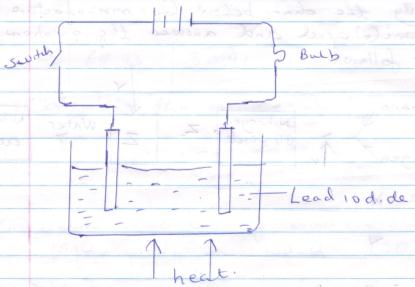 Switch
Bulb
Lead iodide
heat.